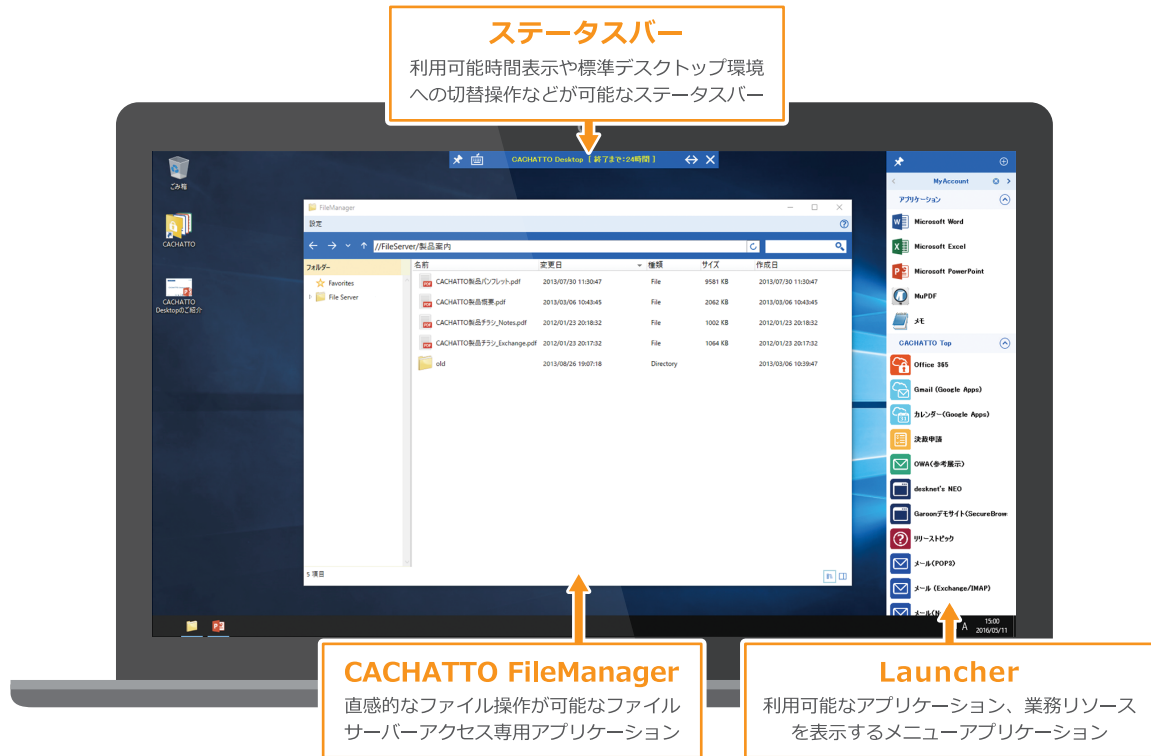 ステータスバー
利用可能時間表示や標準デスクトップ環境
への切替操作などが可能なステータスバー
CACHATTO Desktop [ 終了まで:24時間 ]
ごみ箱
CACHATTO
CACHATTO
Desktopのご紹介
FileManager
設定
//FileServer/製品案内
フォルダー
Favorites
File Server
名前 変更日 種類 サイズ 作成日
CACHATTO製品パンフレット.pdf 2013/07/30 11:30:47 File 9581 KB 2013/07/30 11:30:47
CACHATTO製品概要.pdf 2013/03/06 10:43:45 File 2062 KB 2013/03/06 10:43:45
CACHATTO製品チラシ_Notes.pdf 2012/01/23 20:18:32 File 1002 KB 2012/01/23 20:18:32
CACHATTO製品チラシ_Exchange.pdf 2012/01/23 20:17:32 File 1064 KB 2012/01/23 20:17:32
old 2013/08/26 19:07:18 Directory 2013/03/06 10:39:47
5 項目
MyAccount
アプリケーション
Microsoft Word
Microsoft Excel
Microsoft PowerPoint
MuPDF
メモ
CACHATTO Top
Office 365
Gmail (Google Apps)
カレンダー(Google Apps)
決裁申請
OWA(参考展示)
desknet's NEO
Garoonデモサイト(SecureBrow
リリーストピック
メール(POP3)
メール (Exchange/IMAP)
メール(N
A 15:00
2016/05/11
CACHATTO FileManager
直感的なファイル操作が可能なファイル
サーバーアクセス専用アプリケーション
Launcher
利用可能なアプリケーション、業務リソース
を表示するメニューアプリケーション